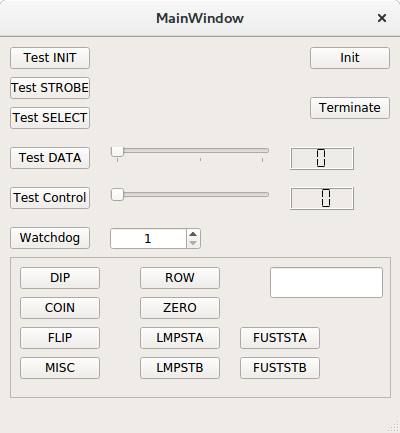 MainWindow
Test INIT
Init
Test STROBE
Terminate
Test SELECT
Test DATA
0
Test Control
0
Watchdog
1
DIP
ROW
COIN
ZERO
FLIP
LMPSTA
FUSTSTA
MISC
LMPSTB
FUSTSTB